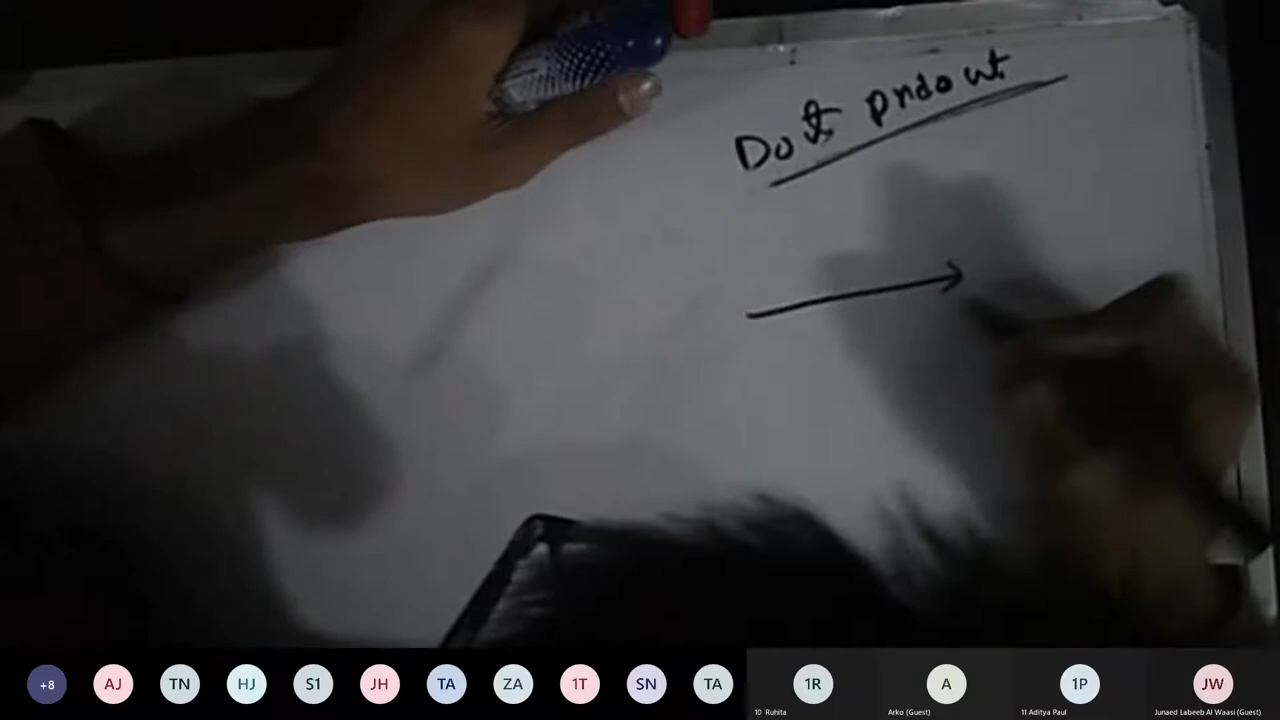 Dot product
+8
AJ
TN
HJ
S1
JH
TA
ZA
1T
SN
TA
1R
A
1P
JW
10 Ruhita
Arko (Guest)
11 Aditya Paul
Junaed Labeeb Al Waasi (Guest)